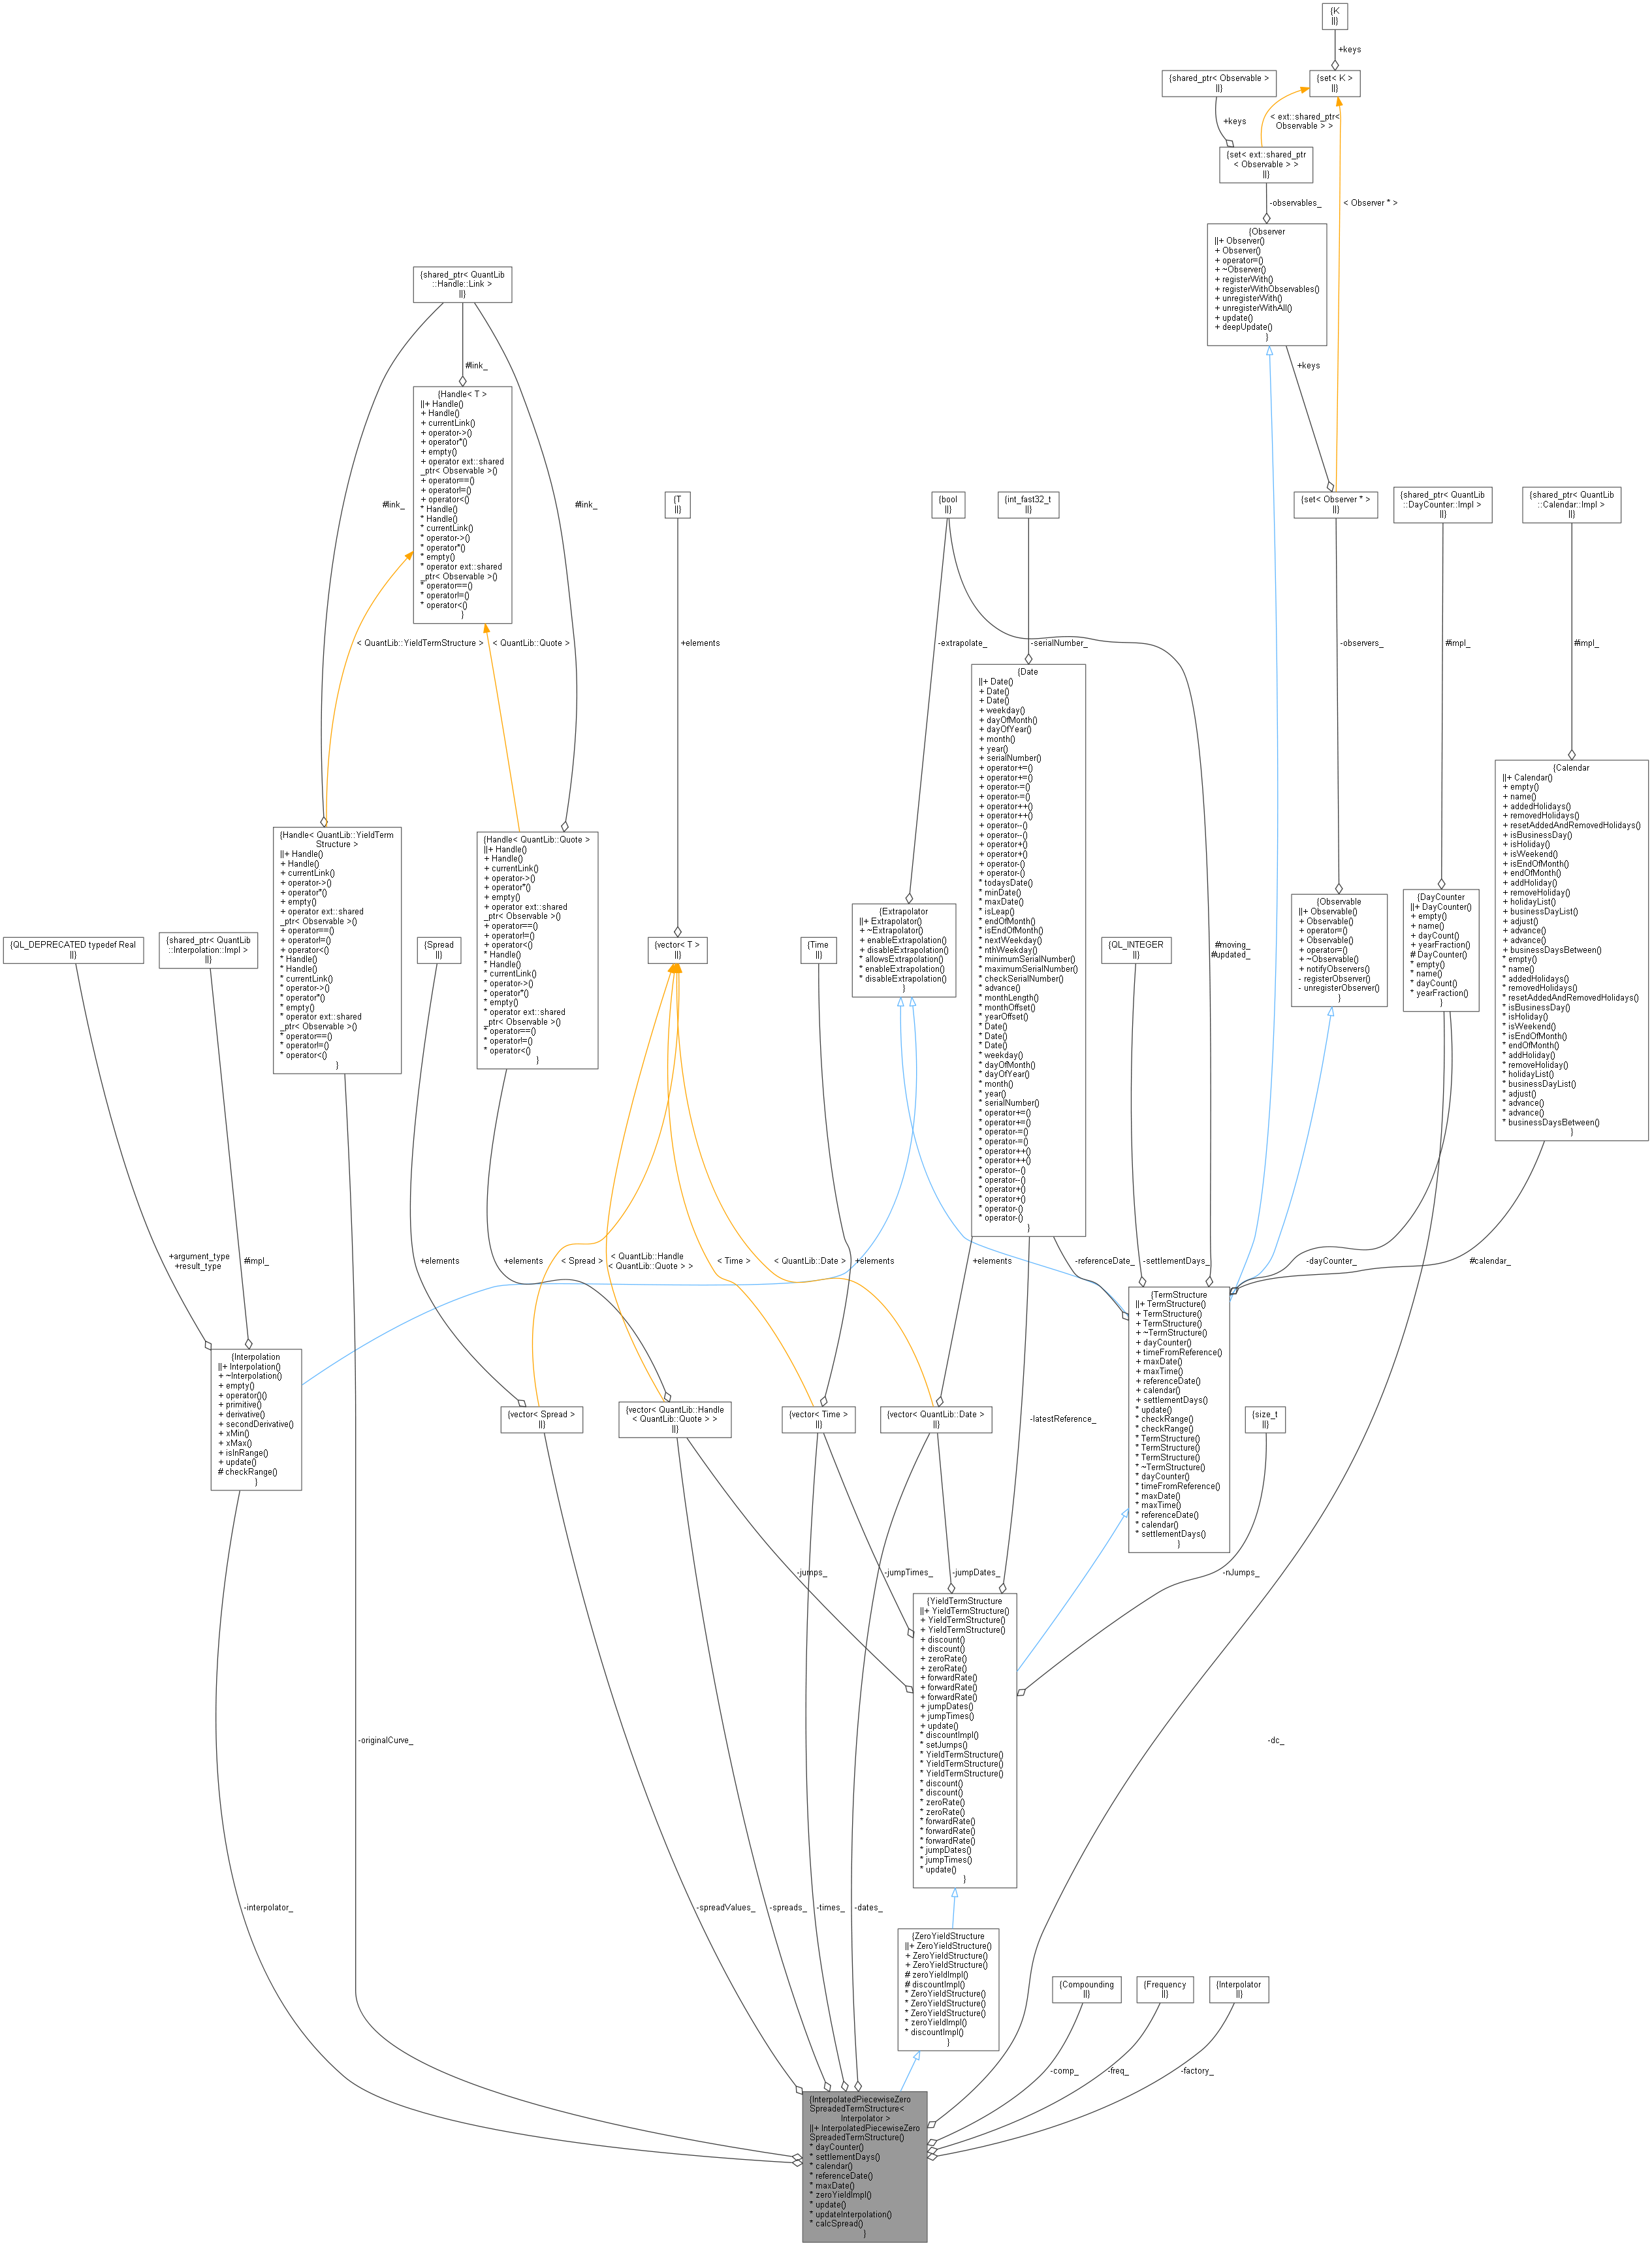 {K
||}
+keys
{shared_ptr< Observable >
||}
{set< K >
||}
+keys
< ext::shared_ptr<
Observable > >
{set< ext::shared_ptr
< Observable > >
||}
-observables_
< Observer * >
{Observer
||+ Observer()
+ Observer()
+ operator=()
+ ~Observer()
+ registerWith()
+ registerWithObservables()
+ unregisterWith()
+ unregisterWithAll()
+ update()
+ deepUpdate()
}
+keys
{shared_ptr< QuantLib
::Handle::Link >
||}
#link_
{Handle< T >
||+ Handle()
+ Handle()
+ currentLink()
+ operator->()
+ operator*()
+ empty()
+ operator ext::shared
_ptr< Observable >()
+ operator==()
+ operator!=()
+ operator<()
* Handle()
* Handle()
* currentLink()
* operator->()
* operator*()
* empty()
* operator ext::shared
_ptr< Observable >()
* operator==()
* operator!=()
* operator<()
}
#link_
#link_
{T
||}
{bool
||}
{int_fast32_t
||}
{set< Observer * >
||}
{shared_ptr< QuantLib
::DayCounter::Impl >
||}
{shared_ptr< QuantLib
::Calendar::Impl >
||}
< QuantLib::YieldTermStructure >
< QuantLib::Quote >
+elements
-extrapolate_
-serialNumber_
-observers_
#impl_
#impl_
{Date
||+ Date()
+ Date()
+ Date()
+ weekday()
+ dayOfMonth()
+ dayOfYear()
+ month()
+ year()
+ serialNumber()
+ operator+=()
+ operator+=()
+ operator-=()
+ operator-=()
+ operator++()
+ operator++()
+ operator--()
+ operator--()
+ operator+()
+ operator+()
+ operator-()
+ operator-()
* todaysDate()
* minDate()
* maxDate()
* isLeap()
* endOfMonth()
* isEndOfMonth()
* nextWeekday()
* nthWeekday()
* minimumSerialNumber()
* maximumSerialNumber()
* checkSerialNumber()
* advance()
* monthLength()
* monthOffset()
* yearOffset()
* Date()
* Date()
* Date()
* weekday()
* dayOfMonth()
* dayOfYear()
* month()
* year()
* serialNumber()
* operator+=()
* operator+=()
* operator-=()
* operator-=()
* operator++()
* operator++()
* operator--()
* operator--()
* operator+()
* operator+()
* operator-()
* operator-()
}
{Calendar
||+ Calendar()
+ empty()
+ name()
+ addedHolidays()
+ removedHolidays()
+ resetAddedAndRemovedHolidays()
+ isBusinessDay()
+ isHoliday()
+ isWeekend()
+ isEndOfMonth()
+ endOfMonth()
+ addHoliday()
+ removeHoliday()
+ holidayList()
+ businessDayList()
+ adjust()
+ advance()
+ advance()
+ businessDaysBetween()
* empty()
* name()
* addedHolidays()
* removedHolidays()
* resetAddedAndRemovedHolidays()
* isBusinessDay()
* isHoliday()
* isWeekend()
* isEndOfMonth()
* endOfMonth()
* addHoliday()
* removeHoliday()
* holidayList()
* businessDayList()
* adjust()
* advance()
* advance()
* businessDaysBetween()
}
{Handle< QuantLib::YieldTerm
Structure >
||+ Handle()
+ Handle()
+ currentLink()
+ operator->()
+ operator*()
+ empty()
+ operator ext::shared
_ptr< Observable >()
+ operator==()
+ operator!=()
+ operator<()
* Handle()
* Handle()
* currentLink()
* operator->()
* operator*()
* empty()
* operator ext::shared
_ptr< Observable >()
* operator==()
* operator!=()
* operator<()
}
{Handle< QuantLib::Quote >
||+ Handle()
+ Handle()
+ currentLink()
+ operator->()
+ operator*()
+ empty()
+ operator ext::shared
_ptr< Observable >()
+ operator==()
+ operator!=()
+ operator<()
* Handle()
* Handle()
* currentLink()
* operator->()
* operator*()
* empty()
* operator ext::shared
_ptr< Observable >()
* operator==()
* operator!=()
* operator<()
}
{Extrapolator
||+ Extrapolator()
+ ~Extrapolator()
+ enableExtrapolation()
+ disableExtrapolation()
* allowsExtrapolation()
* enableExtrapolation()
* disableExtrapolation()
}
{Observable
||+ Observable()
+ Observable()
+ operator=()
+ Observable()
+ operator=()
+ ~Observable()
+ notifyObservers()
- registerObserver()
- unregisterObserver()
}
{DayCounter
||+ DayCounter()
+ empty()
+ name()
+ dayCount()
+ yearFraction()
# DayCounter()
* empty()
* name()
* dayCount()
* yearFraction()
}
{QL_DEPRECATED typedef Real
||}
{shared_ptr< QuantLib
::Interpolation::Impl >
||}
{Spread
||}
{vector< T >
||}
{Time
||}
{QL_INTEGER
||}
#moving_
#updated_
+argument_type
+result_type
#impl_
+elements
+elements
< Spread >
< QuantLib::Handle
< QuantLib::Quote > >
< Time >
< QuantLib::Date >
+elements
+elements
-referenceDate_
-settlementDays_
-dayCounter_
#calendar_
{TermStructure
||+ TermStructure()
+ TermStructure()
+ TermStructure()
+ ~TermStructure()
+ dayCounter()
+ timeFromReference()
+ maxDate()
+ maxTime()
+ referenceDate()
+ calendar()
+ settlementDays()
* update()
* checkRange()
* checkRange()
* TermStructure()
* TermStructure()
* TermStructure()
* ~TermStructure()
* dayCounter()
* timeFromReference()
* maxDate()
* maxTime()
* referenceDate()
* calendar()
* settlementDays()
}
{Interpolation
||+ Interpolation()
+ ~Interpolation()
+ empty()
+ operator()()
+ primitive()
+ derivative()
+ secondDerivative()
+ xMin()
+ xMax()
+ isInRange()
+ update()
# checkRange()
}
{vector< Spread >
||}
{vector< QuantLib::Handle
< QuantLib::Quote > >
||}
{vector< Time >
||}
{vector< QuantLib::Date >
||}
-latestReference_
{size_t
||}
-jumps_
-jumpTimes_
-jumpDates_
-nJumps_
{YieldTermStructure
||+ YieldTermStructure()
+ YieldTermStructure()
+ YieldTermStructure()
+ discount()
+ discount()
+ zeroRate()
+ zeroRate()
+ forwardRate()
+ forwardRate()
+ forwardRate()
+ jumpDates()
+ jumpTimes()
+ update()
* discountImpl()
* setJumps()
* YieldTermStructure()
* YieldTermStructure()
* YieldTermStructure()
* discount()
* discount()
* zeroRate()
* zeroRate()
* forwardRate()
* forwardRate()
* forwardRate()
* jumpDates()
* jumpTimes()
* update()
}
-originalCurve_
-dc_
-interpolator_
-spreadValues_
-spreads_
-times_
-dates_
{ZeroYieldStructure
||+ ZeroYieldStructure()
+ ZeroYieldStructure()
+ ZeroYieldStructure()
# zeroYieldImpl()
# discountImpl()
* ZeroYieldStructure()
* ZeroYieldStructure()
* ZeroYieldStructure()
* zeroYieldImpl()
* discountImpl()
}
{Compounding
||}
{Frequency
||}
{Interpolator
||}
-comp_
-freq_
-factory_
{InterpolatedPiecewiseZero
SpreadedTermStructure<
Interpolator >
||+ InterpolatedPiecewiseZero
SpreadedTermStructure()
* dayCounter()
* settlementDays()
* calendar()
* referenceDate()
* maxDate()
* zeroYieldImpl()
* update()
* updateInterpolation()
* calcSpread()
}